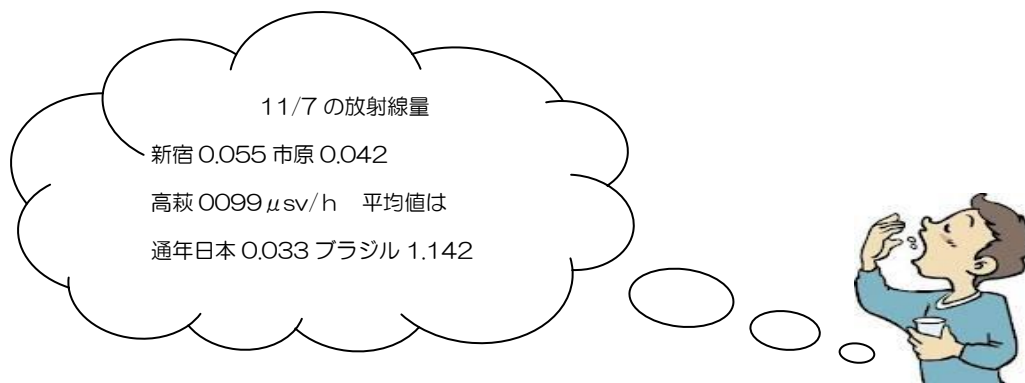 11/7 の放射線量
新宿 0.055 市原 0.042
高萩 0099μsv/h　平均値は
通年日本 0.033 ブラジル 1.142